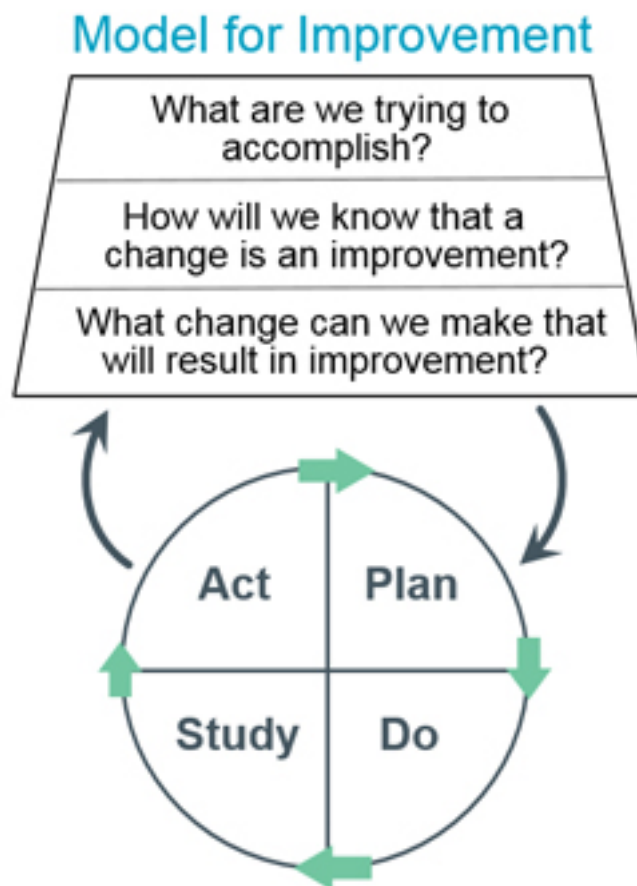 Model for Improvement
What are we trying to
accomplish?
How will we know that a
change is an improvement?
What change can we make that
will result in improvement?
Act
Plan
Study
Do